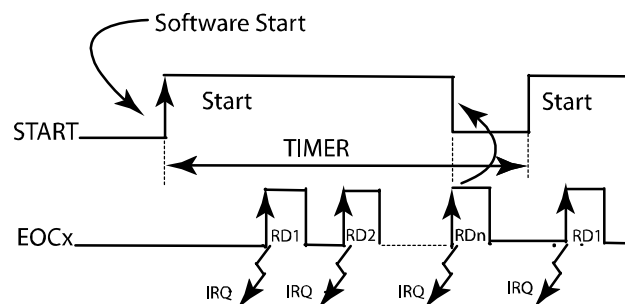 Software Start
Start
Start
START
TIMER
EOCx
RD1
RD2
RDn
RD1
IRQ
IRQ
IRQ
IRQ